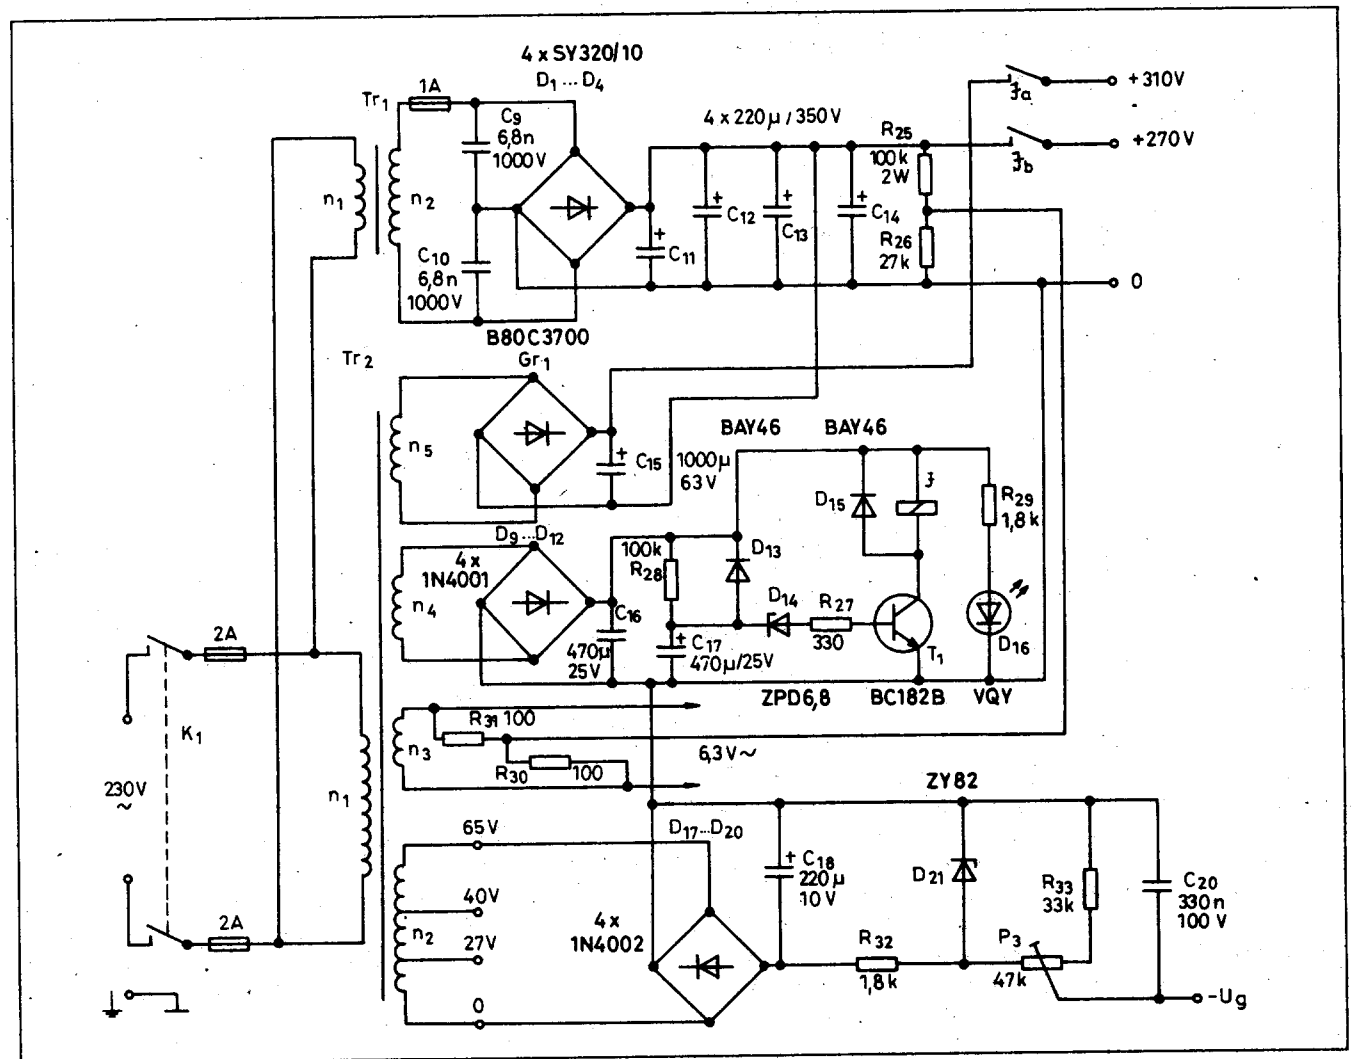 4 x SY320/10
D1 ... D4
Tr1
1A
C9
6,8n
1000V
n1
n2
C10
6,8n
1000V
4 x 220µ/350V
C11
C12
C13
C14
R25
100k
2W
R26
27k
Ja
+310V
Jb
+270V
0
B80C3700
Gr1
Tr2
n5
C15
1000µ
63V
BAY46
BAY46
D15
J
R29
1,8k
D9...D12
4 x
1N4001
n4
C16
470µ
25V
100k
R28
D13
D14
R27
330
C17
470µ/25V
T1
D16
ZPD6,8
BC182B
VQY
2A
K1
230V
~
2A
n1
n3
R31 100
R30
100
6,3V~
ZY82
65V
D17...D20
40V
n2
27V
0
4 x
1N4002
C18
220µ
10V
D21
R32
1,8k
R33
33k
P3
47k
C20
330n
100V
-Ug